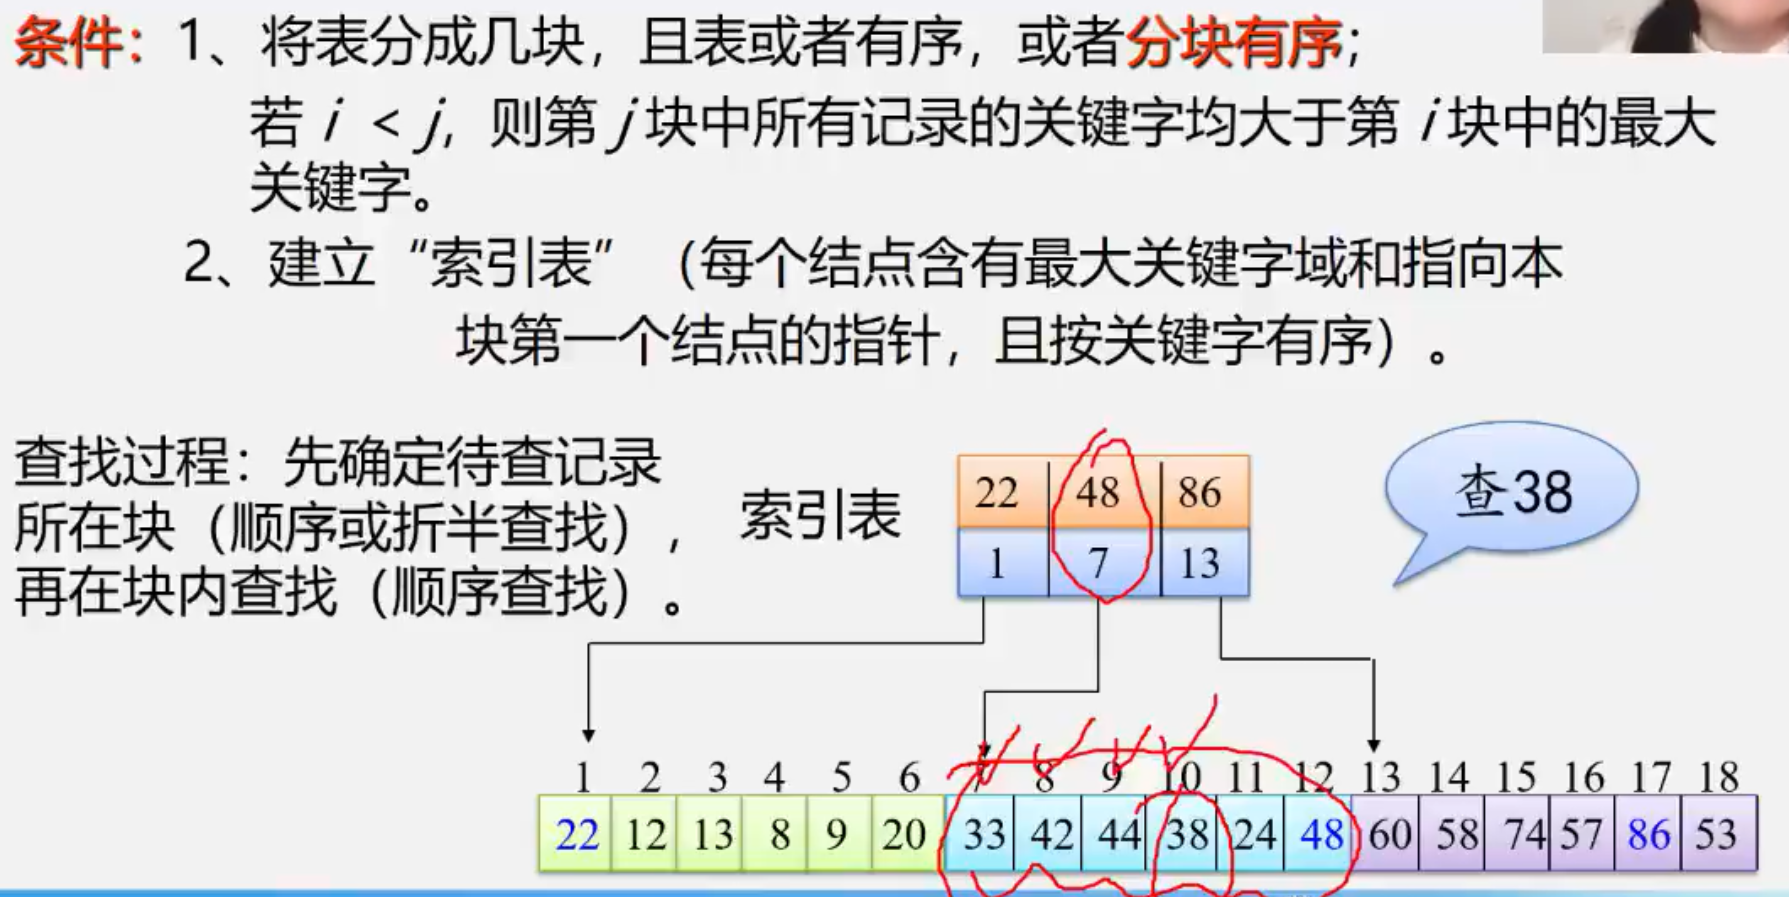 条件：1、将表分成几块，且表或者有序，或者分块有序；
若 i < j，则第 j 块中所有记录的关键字均大于第 i 块中的最大
关键字。
2、建立“索引表”（每个结点含有最大关键字域和指向本
块第一个结点的指针，且按关键字有序）。
查找过程：先确定待查记录
所在块（顺序或折半查找），
再在块内查找（顺序查找）。
索引表
22 48 86
1 7 13
查38
1 2 3 4 5 6 7 8 9 10 11 12 13 14 15 16 17 18
22 12 13 8 9 20 33 42 44 38 24 48 60 58 74 57 86 53